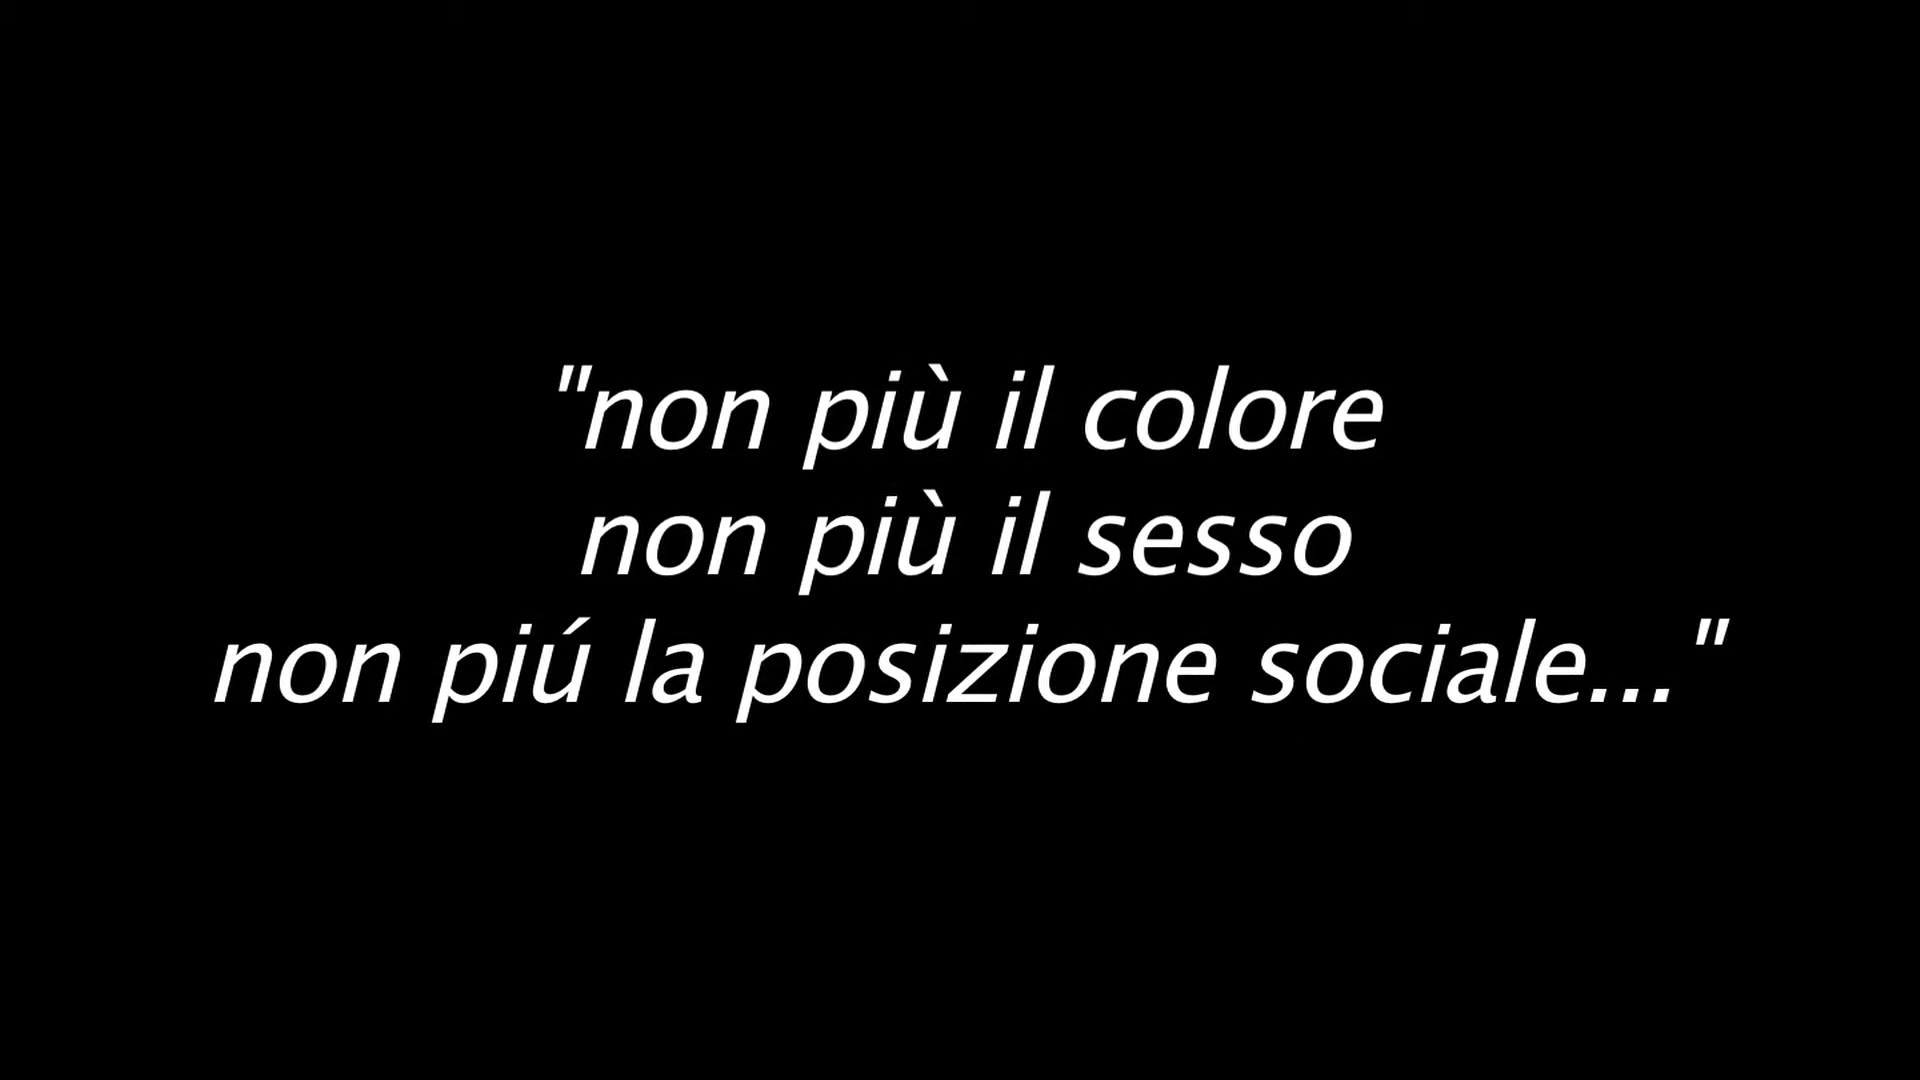 "non più il colore
non più il sesso
non piú la posizione sociale..."